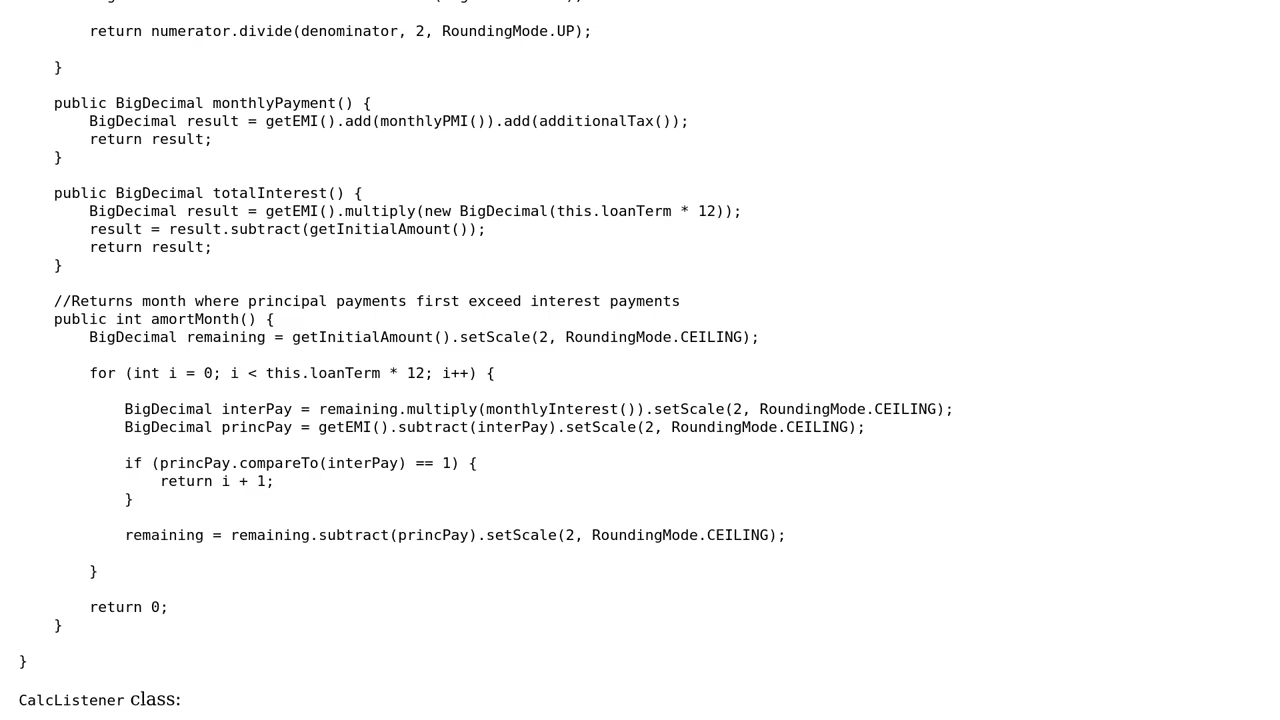 return numerator.divide(denominator, 2, RoundingMode.UP);
}
public BigDecimal monthlyPayment() {
BigDecimal result = getEMI().add(monthlyPMI()).add(additionalTax());
return result;
}
public BigDecimal totalInterest() {
BigDecimal result = getEMI().multiply(new BigDecimal(this.loanTerm * 12));
result = result.subtract(getInitialAmount());
return result;
}
//Returns month where principal payments first exceed interest payments
public int amortMonth() {
BigDecimal remaining = getInitialAmount().setScale(2, RoundingMode.CEILING);
for (int i = 0; i < this.loanTerm * 12; i++) {
BigDecimal interPay = remaining.multiply(monthlyInterest()).setScale(2, RoundingMode.CEILING);
BigDecimal princPay = getEMI().subtract(interPay).setScale(2, RoundingMode.CEILING);
if (princPay.compareTo(interPay) == 1) {
return i + 1;
}
remaining = remaining.subtract(princPay).setScale(2, RoundingMode.CEILING);
}
return 0;
}
}
CalcListener class: